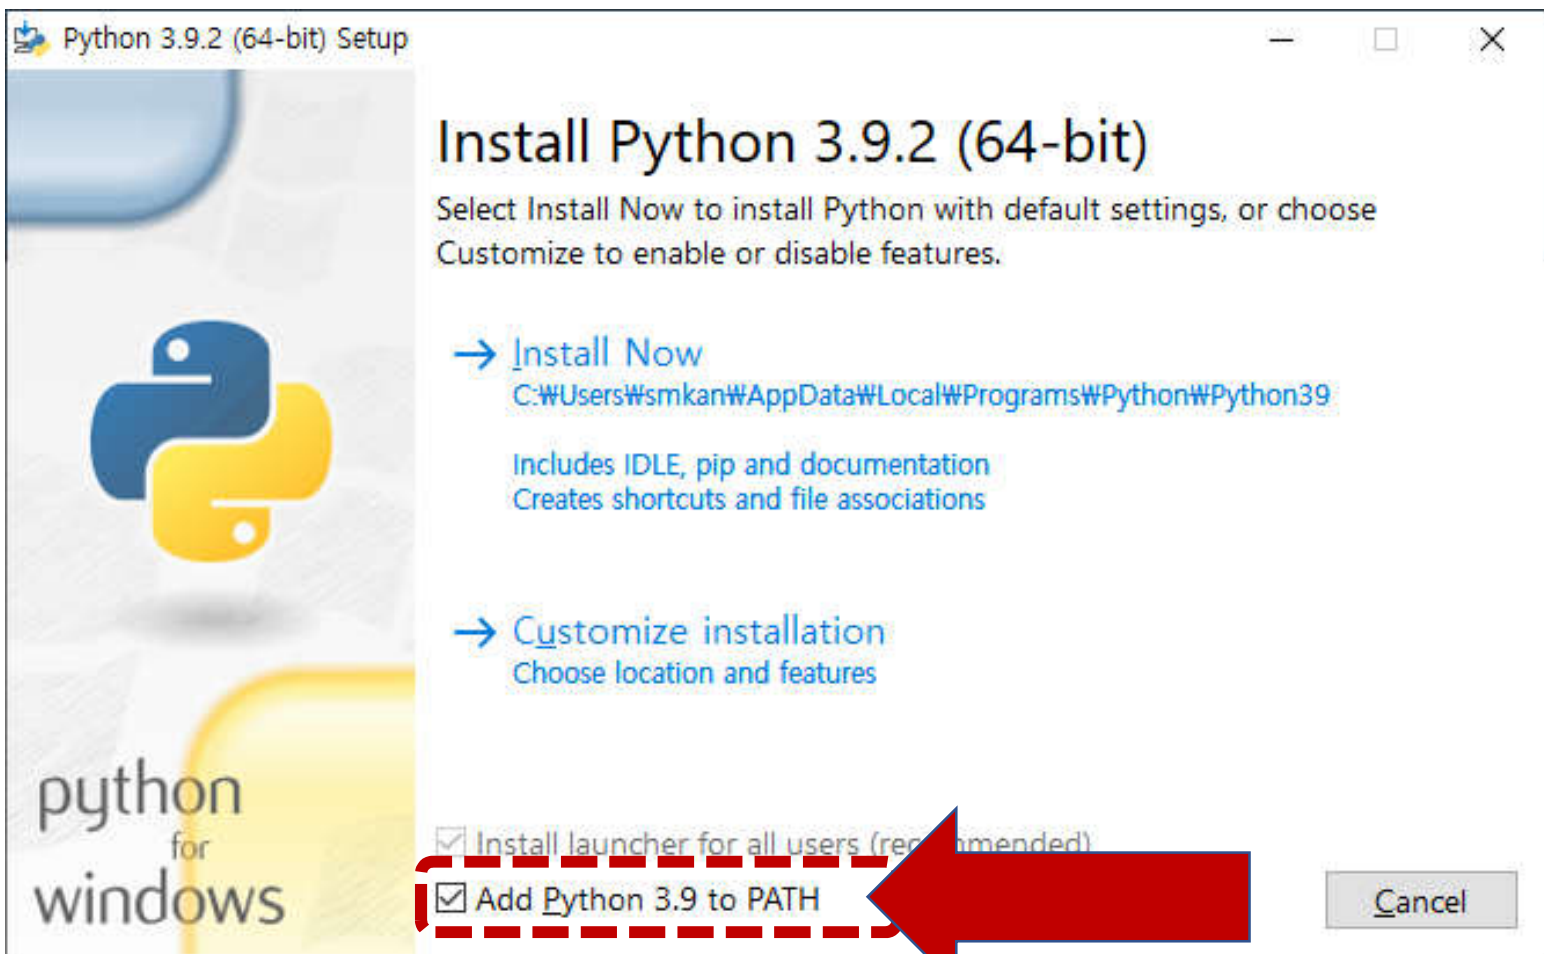 Python 3.9.2 (64-bit) Setup
Install Python 3.9.2 (64-bit)
Select Install Now to install Python with default settings, or choose
Customize to enable or disable features.
Install Now
C:₩Users₩smkan₩AppData₩Local₩Programs₩Python₩Python39
Includes IDLE, pip and documentation
Creates shortcuts and file associations
Customize installation
Choose location and features
python
for
windows
Install launcher for all users (recommended)
Add Python 3.9 to PATH
Cancel